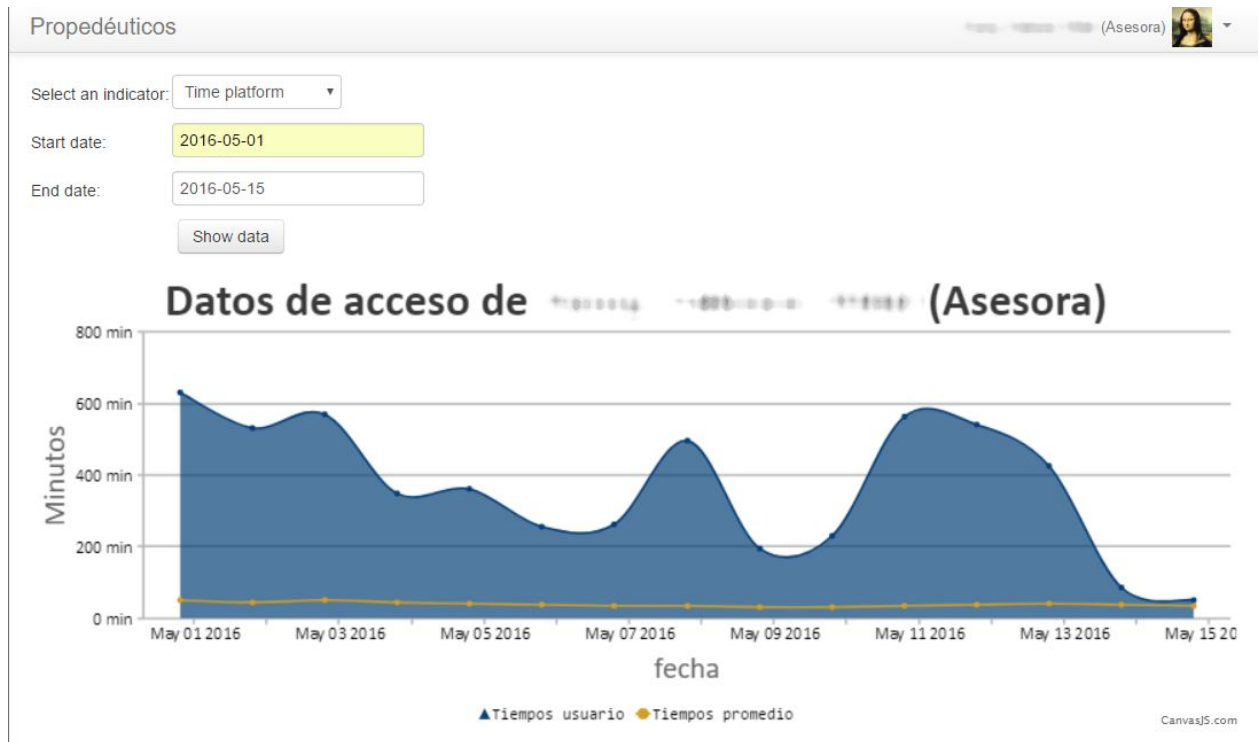 Propedéuticos
(Asesora)
Select an indicator: Time platform
Start date: 2016-05-01
End date: 2016-05-15
Show data
Datos de acceso de (Asesora)
800 min
600 min
400 min
200 min
0 min
Minutos
May 01 2016 May 03 2016 May 05 2016 May 07 2016 May 09 2016 May 11 2016 May 13 2016 May 15 20
fecha
Tiempos usuario Tiempos promedio
CanvasJS.com